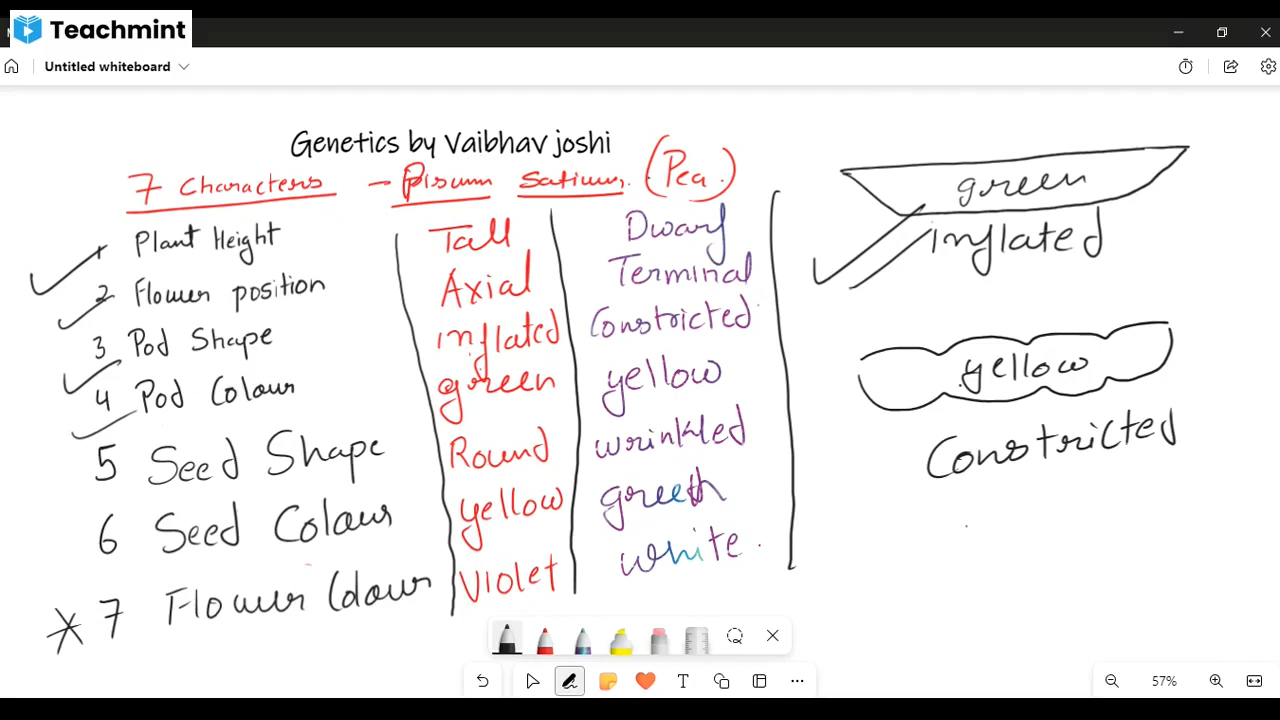 Teachmint
Untitled whiteboard
Genetics by Vaibhav joshi
7 Characters - Pisum Sativum. (Pea.)
1 Plant Height Tall Dwarf
2 Flower position Axial Terminal
3 Pod Shape inflated Constricted
4 Pod Colour green yellow
5 Seed Shape Round wrinkled
6 Seed Colour yellow green
* 7 Flower Colour Violet white
green
inflated
yellow
Constricted
57%